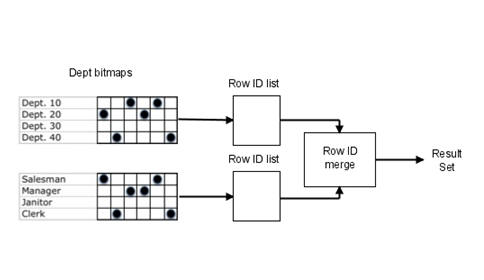 Dept bitmaps
Row ID list
Dept. 10
Dept. 20
Dept. 30
Dept. 40
Row ID list
Row ID
merge
Result
Set
Salesman
Manager
Janitor
Clerk